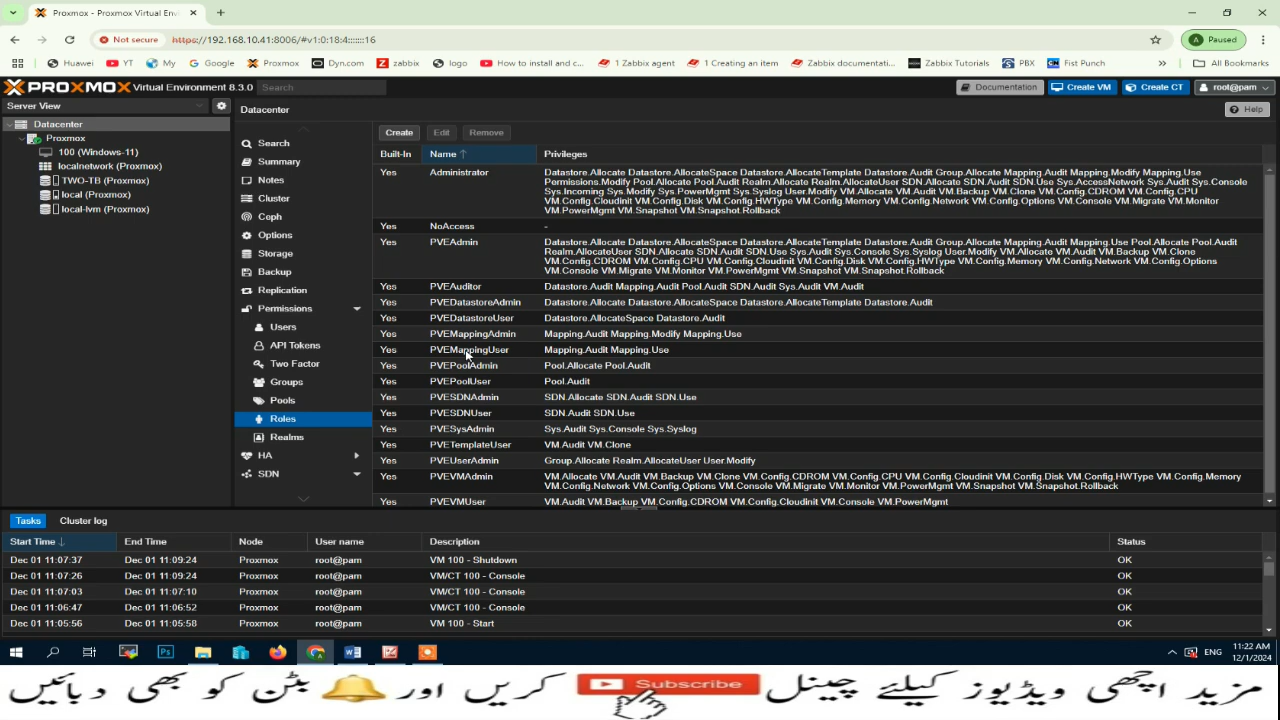 Proxmox - Proxmox Virtual Env
Not secure https://192.168.10.41:8006/#v1:0:18:4:::::::16
Paused
Huawei YT My Google Proxmox Dyn.com zabbix logo How to install and c... 1 Zabbix agent 1 Creating an item Zabbix documentati... Zabbix Tutorials PBX Fist Punch » All Bookmarks
PROXMOX Virtual Environment 8.3.0 Search Documentation Create VM Create CT root@pam
Server View
Datacenter
Help
Datacenter
Proxmox
100 (Windows-11)
localnetwork (Proxmox)
TWO-TB (Proxmox)
local (Proxmox)
local-lvm (Proxmox)
Search
Summary
Notes
Cluster
Ceph
Options
Storage
Backup
Replication
Permissions
Users
API Tokens
Two Factor
Groups
Pools
Roles
Realms
HA
SDN
Create Edit Remove
Built-In Name ↑ Privileges
Yes Administrator Datastore.Allocate Datastore.AllocateSpace Datastore.AllocateTemplate Datastore.Audit Group.Allocate Mapping.Audit Mapping.Modify Mapping.Use
Permissions.Modify Pool.Allocate Pool.Audit Realm.Allocate Realm.AllocateUser SDN.Allocate SDN.Audit SDN.Use Sys.AccessNetwork Sys.Audit Sys.Console
Sys.Incoming Sys.Modify Sys.PowerMgmt Sys.Syslog User.Modify VM.Allocate VM.Audit VM.Backup VM.Clone VM.Config.CDROM VM.Config.CPU
VM.Config.Cloudinit VM.Config.Disk VM.Config.HWType VM.Config.Memory VM.Config.Network VM.Config.Options VM.Console VM.Migrate VM.Monitor
VM.PowerMgmt VM.Snapshot VM.Snapshot.Rollback
Yes NoAccess -
Yes PVEAdmin Datastore.Allocate Datastore.AllocateSpace Datastore.AllocateTemplate Datastore.Audit Group.Allocate Mapping.Audit Mapping.Use Pool.Allocate Pool.Audit
Realm.AllocateUser SDN.Allocate SDN.Audit SDN.Use Sys.Audit Sys.Console Sys.Syslog User.Modify VM.Allocate VM.Audit VM.Backup VM.Clone
VM.Config.CDROM VM.Config.CPU VM.Config.Cloudinit VM.Config.Disk VM.Config.HWType VM.Config.Memory VM.Config.Network VM.Config.Options
VM.Console VM.Migrate VM.Monitor VM.PowerMgmt VM.Snapshot VM.Snapshot.Rollback
Yes PVEAuditor Datastore.Audit Mapping.Audit Pool.Audit SDN.Audit Sys.Audit VM.Audit
Yes PVEDatastoreAdmin Datastore.Allocate Datastore.AllocateSpace Datastore.AllocateTemplate Datastore.Audit
Yes PVEDatastoreUser Datastore.AllocateSpace Datastore.Audit
Yes PVEMappingAdmin Mapping.Audit Mapping.Modify Mapping.Use
Yes PVEMappingUser Mapping.Audit Mapping.Use
Yes PVEPoolAdmin Pool.Allocate Pool.Audit
Yes PVEPoolUser Pool.Audit
Yes PVESDNAdmin SDN.Allocate SDN.Audit SDN.Use
Yes PVESDNUser SDN.Audit SDN.Use
Yes PVESysAdmin Sys.Audit Sys.Console Sys.Syslog
Yes PVETemplateUser VM.Audit VM.Clone
Yes PVEUserAdmin Group.Allocate Realm.AllocateUser User.Modify
Yes PVEVMAdmin VM.Allocate VM.Audit VM.Backup VM.Clone VM.Config.CDROM VM.Config.CPU VM.Config.Cloudinit VM.Config.Disk VM.Config.HWType VM.Config.Memory
VM.Config.Network VM.Config.Options VM.Console VM.Migrate VM.Monitor VM.PowerMgmt VM.Snapshot VM.Snapshot.Rollback
Yes PVEVMUser VM.Audit VM.Backup VM.Config.CDROM VM.Config.Cloudinit VM.Console VM.PowerMgmt
Tasks Cluster log
Start Time ↓ End Time Node User name Description Status
Dec 01 11:07:37 Dec 01 11:09:24 Proxmox root@pam VM 100 - Shutdown OK
Dec 01 11:07:26 Dec 01 11:09:24 Proxmox root@pam VM/CT 100 - Console OK
Dec 01 11:07:03 Dec 01 11:07:10 Proxmox root@pam VM/CT 100 - Console OK
Dec 01 11:06:47 Dec 01 11:06:52 Proxmox root@pam VM/CT 100 - Console OK
Dec 01 11:05:56 Dec 01 11:05:58 Proxmox root@pam VM 100 - Start OK
ENG 11:22 AM
12/1/2024
مزید اچھی ویڈیوز کیلئے چینل Subscribe کریں اور بٹن کو بھی دبائیں